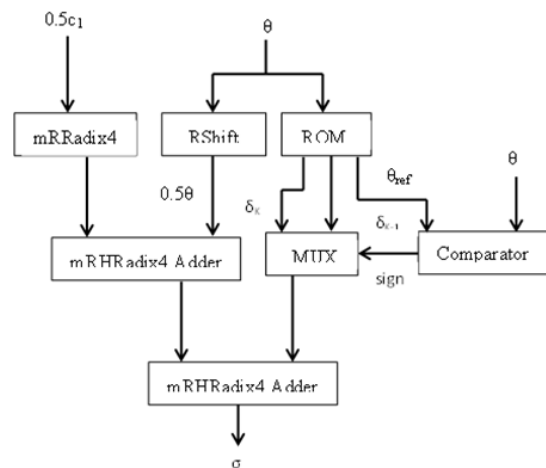 0.5c₁
θ
mRRadix4
RShift
ROM
θref
θ
0.5θ
δK
δK-1
mRHRadix4 Adder
MUX
Comparator
sign
mRHRadix4 Adder
σ